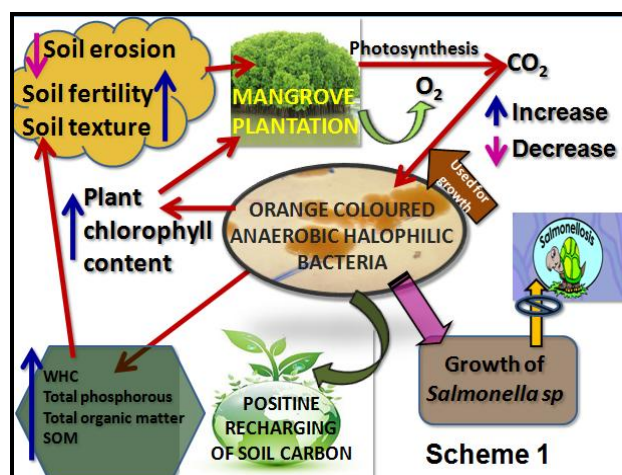 Soil erosion
Soil fertility
Soil texture
MANGROVE
PLANTATION
Photosynthesis
CO2
O2
Increase
Decrease
Used for
growth
Plant
chlorophyll
content
ORANGE COLOURED
ANAEROBIC HALOPHILIC
BACTERIA
Salmonellosis
WHC
Total phosphorous
Total organic matter
SOM
POSITINE
RECHARGING
OF SOIL CARBON
Growth of
Salmonella sp
Scheme 1